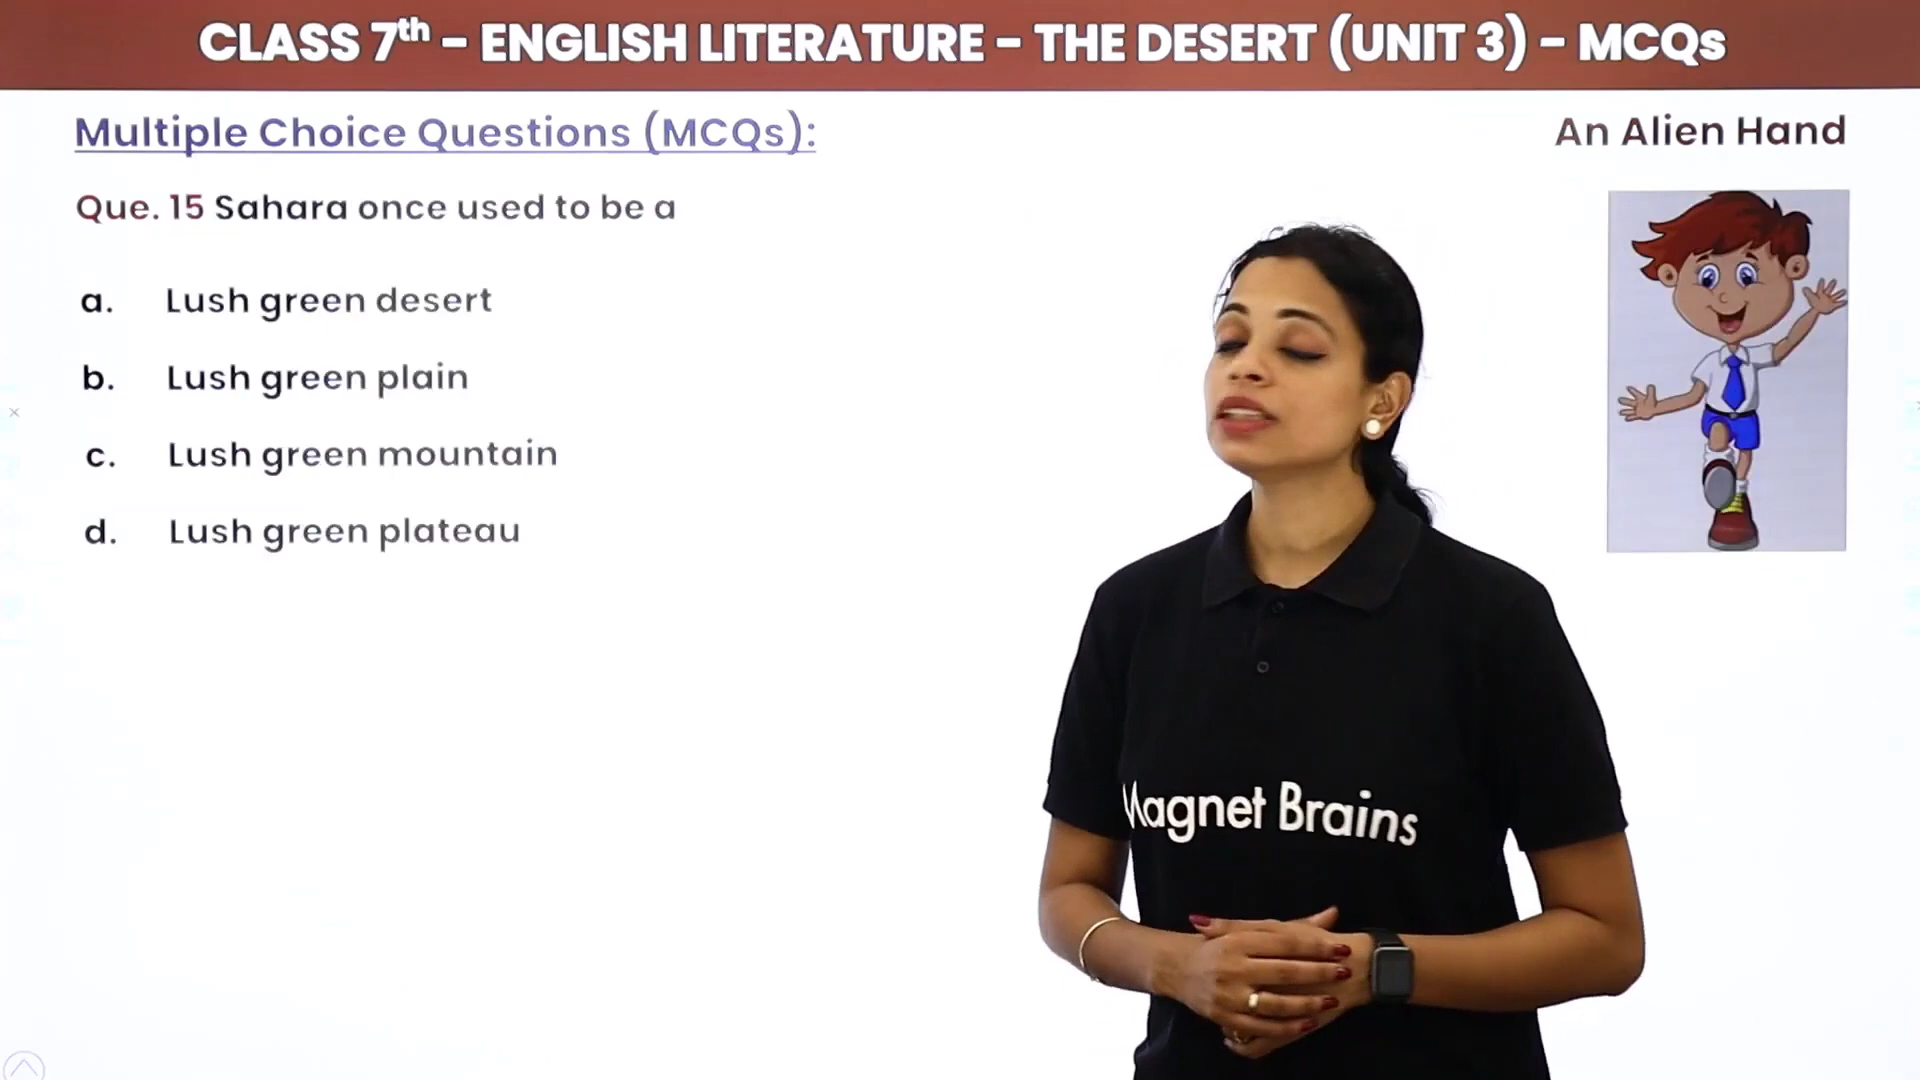 CLASS 7th - ENGLISH LITERATURE - THE DESERT (UNIT 3) - MCQs
Multiple Choice Questions (MCQs):
An Alien Hand
Que. 15 Sahara once used to be a
a. Lush green desert
b. Lush green plain
c. Lush green mountain
d. Lush green plateau
Magnet Brains